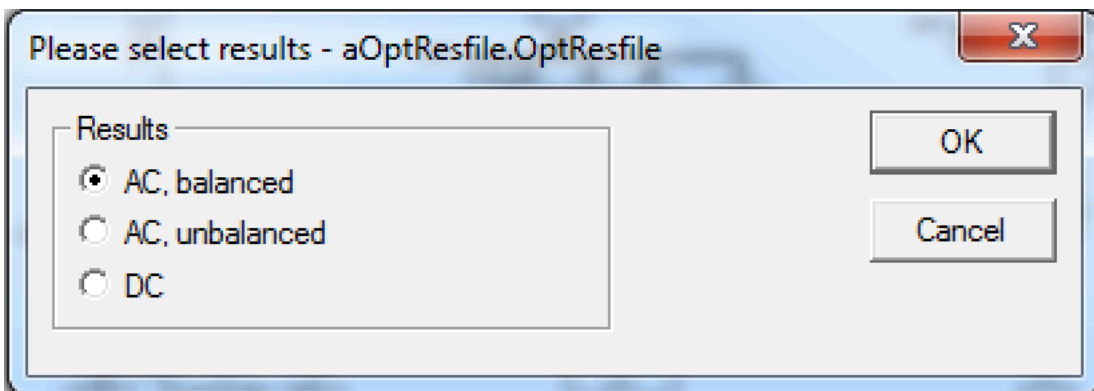 Please select results - aOptResfile.OptResfile
Results
AC, balanced
AC, unbalanced
DC
OK
Cancel